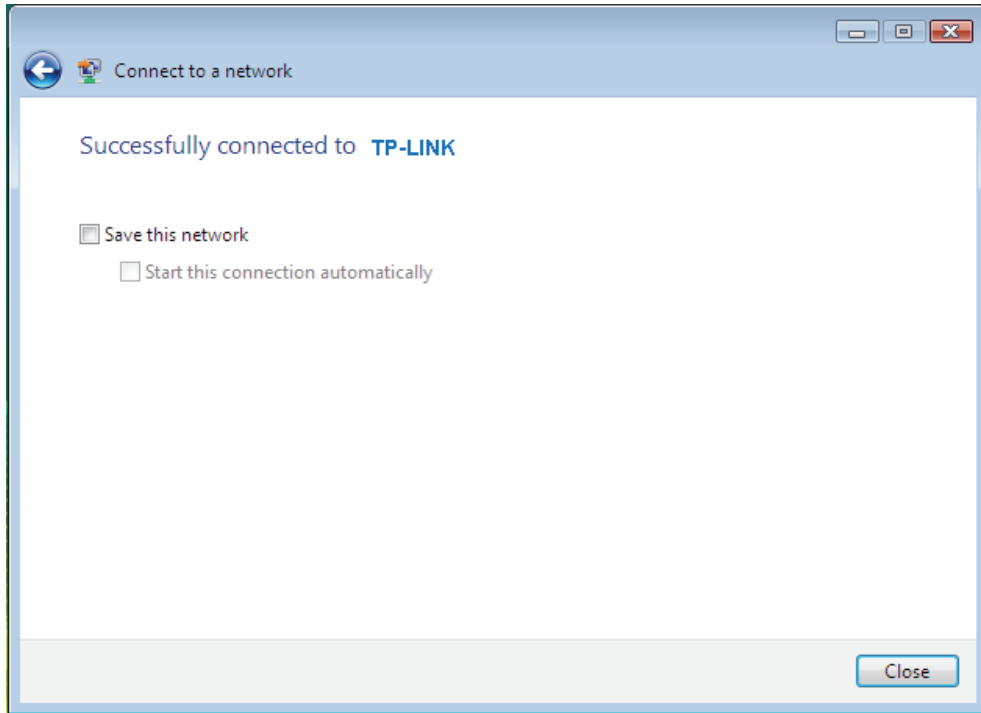 Connect to a network
Successfully connected to TP-LINK
Save this network
Start this connection automatically
Close